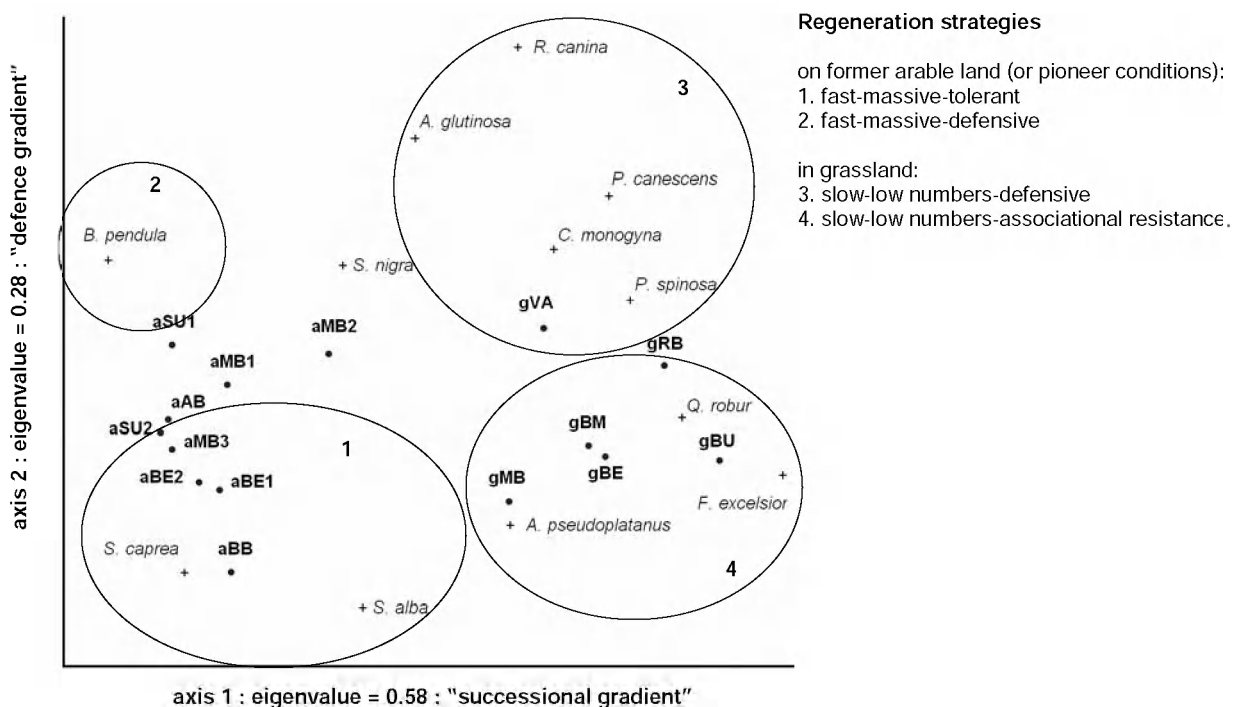 Regeneration strategies
on former arable land (or pioneer conditions):
1. fast-massive-tolerant
2. fast-massive-defensive
in grassland:
3. slow-low numbers-defensive
4. slow-low numbers-associational resistance.
axis 2 : eigenvalue = 0.28 : "defence gradient"
R. canina
3
A. glutinosa
2
P. canescens
B. pendula
C. monogyna
S. nigra
P. spinosa
gVA
aSU1
aMB2
gRB
aMB1
aAB
Q. robur
aSU2
gBM
aMB3
1
gBU
gBE
aBE2
aBE1
gMB
F. excelsior
A. pseudoplatanus
S. caprea
aBB
4
S. alba
axis 1 : eigenvalue = 0.58 : "successional gradient"